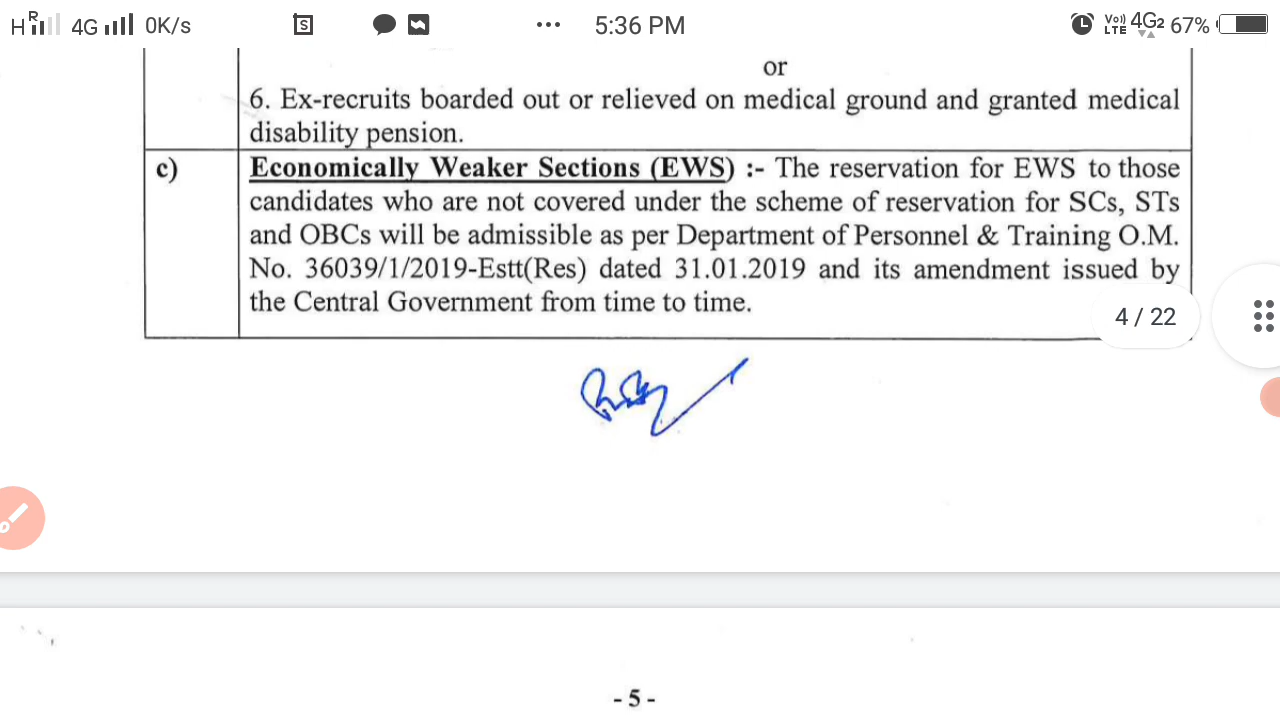 HR 4G 0K/s S ... 5:36 PM Vo)) LTE 4G2 67%
or
6. Ex-recruits boarded out or relieved on medical ground and granted medical
disability pension.
c) Economically Weaker Sections (EWS) :- The reservation for EWS to those
candidates who are not covered under the scheme of reservation for SCs, STs
and OBCs will be admissible as per Department of Personnel & Training O.M.
No. 36039/1/2019-Estt(Res) dated 31.01.2019 and its amendment issued by
the Central Government from time to time.
4 / 22
- 5 -